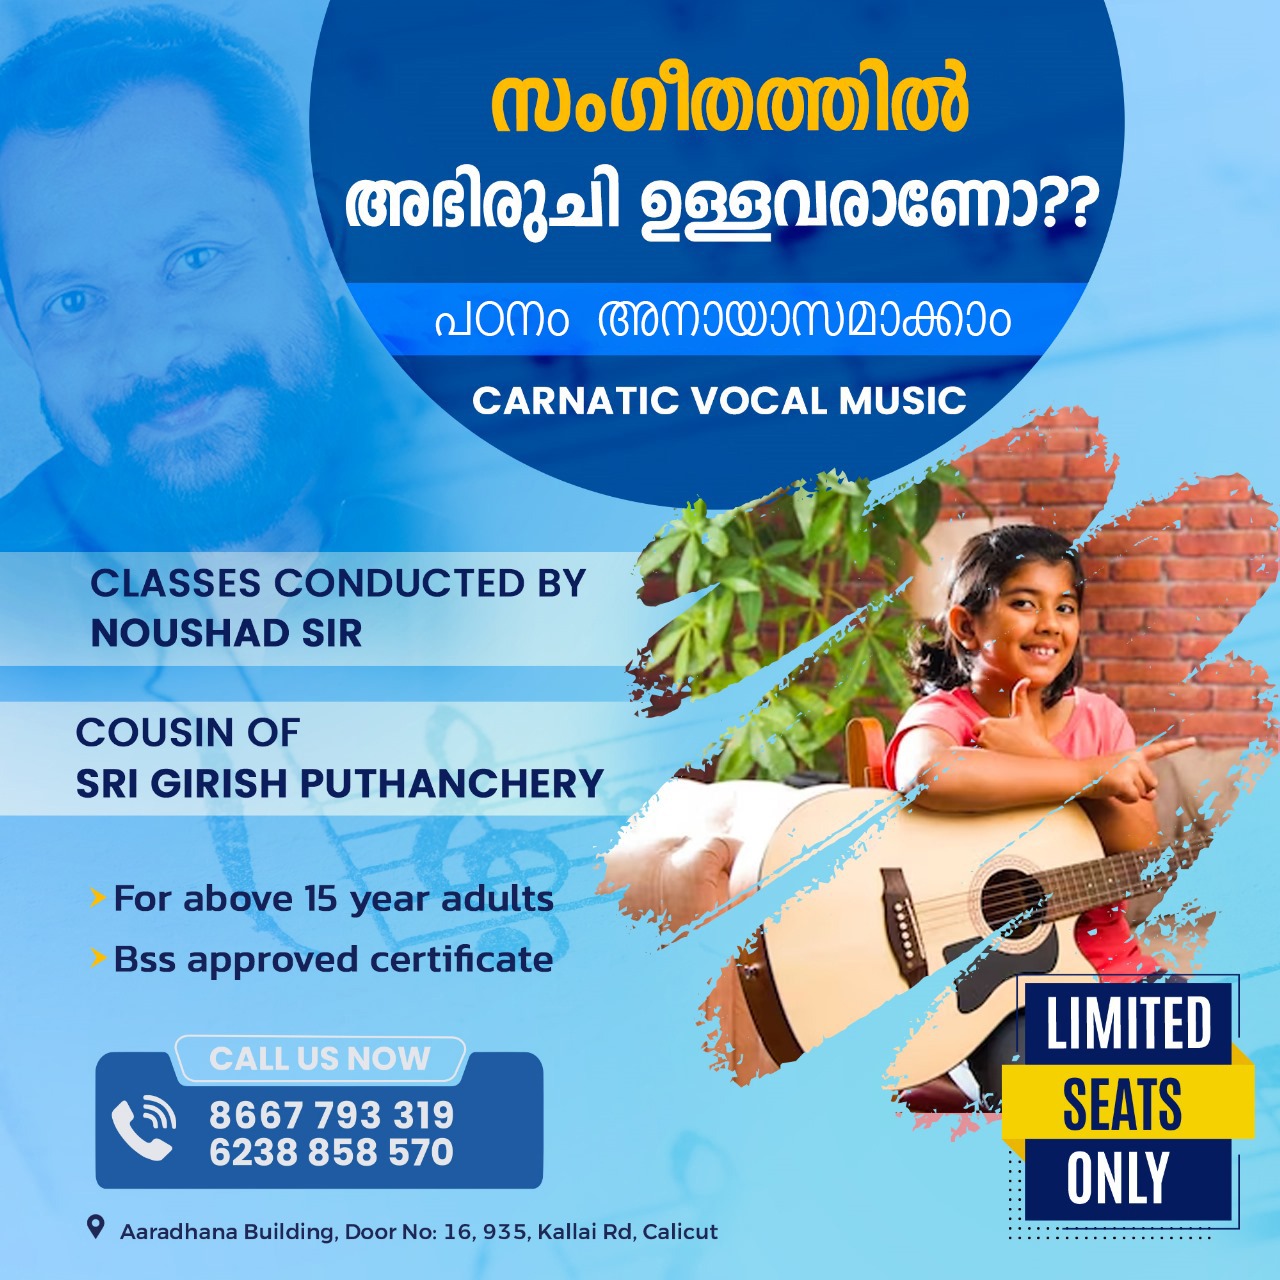 സംഗീതത്തിൽ
അഭിരുചി ഉള്ളവരാണോ??
പഠനം അനായാസമാക്കാം
CARNATIC VOCAL MUSIC
CLASSES CONDUCTED BY
NOUSHAD SIR
COUSIN OF
SRI GIRISH PUTHANCHERY
For above 15 year adults
Bss approved certificate
CALL US NOW
8667 793 319
6238 858 570
Aaradhana Building, Door No: 16, 935, Kallai Rd, Calicut
LIMITED
SEATS
ONLY